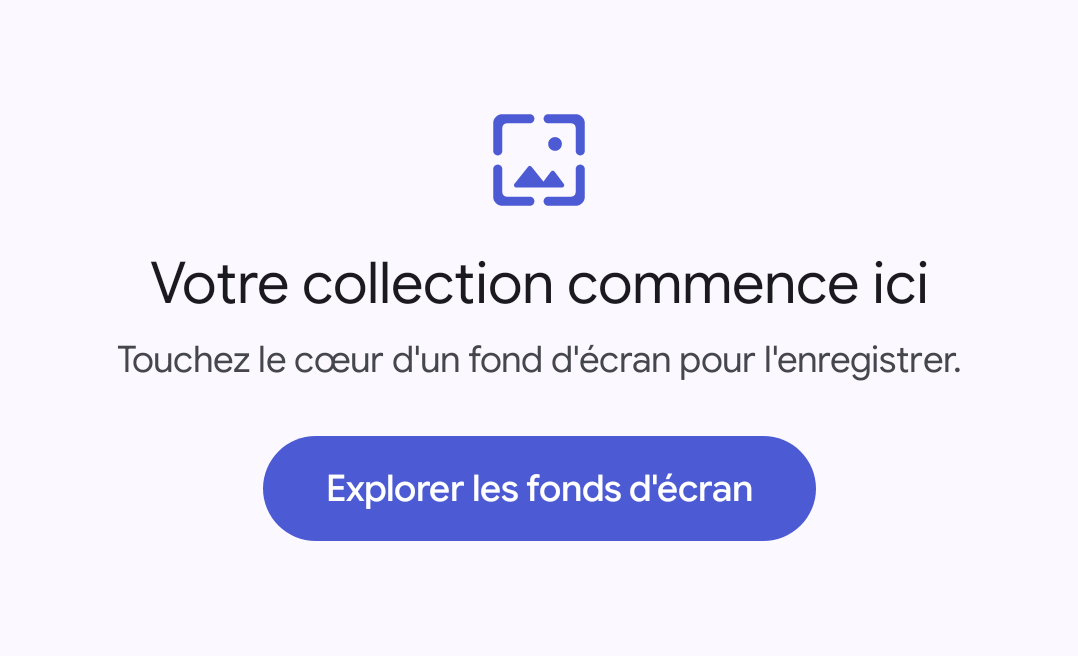 Votre collection commence ici
Touchez le cœur d'un fond d'écran pour l'enregistrer.
Explorer les fonds d'écran